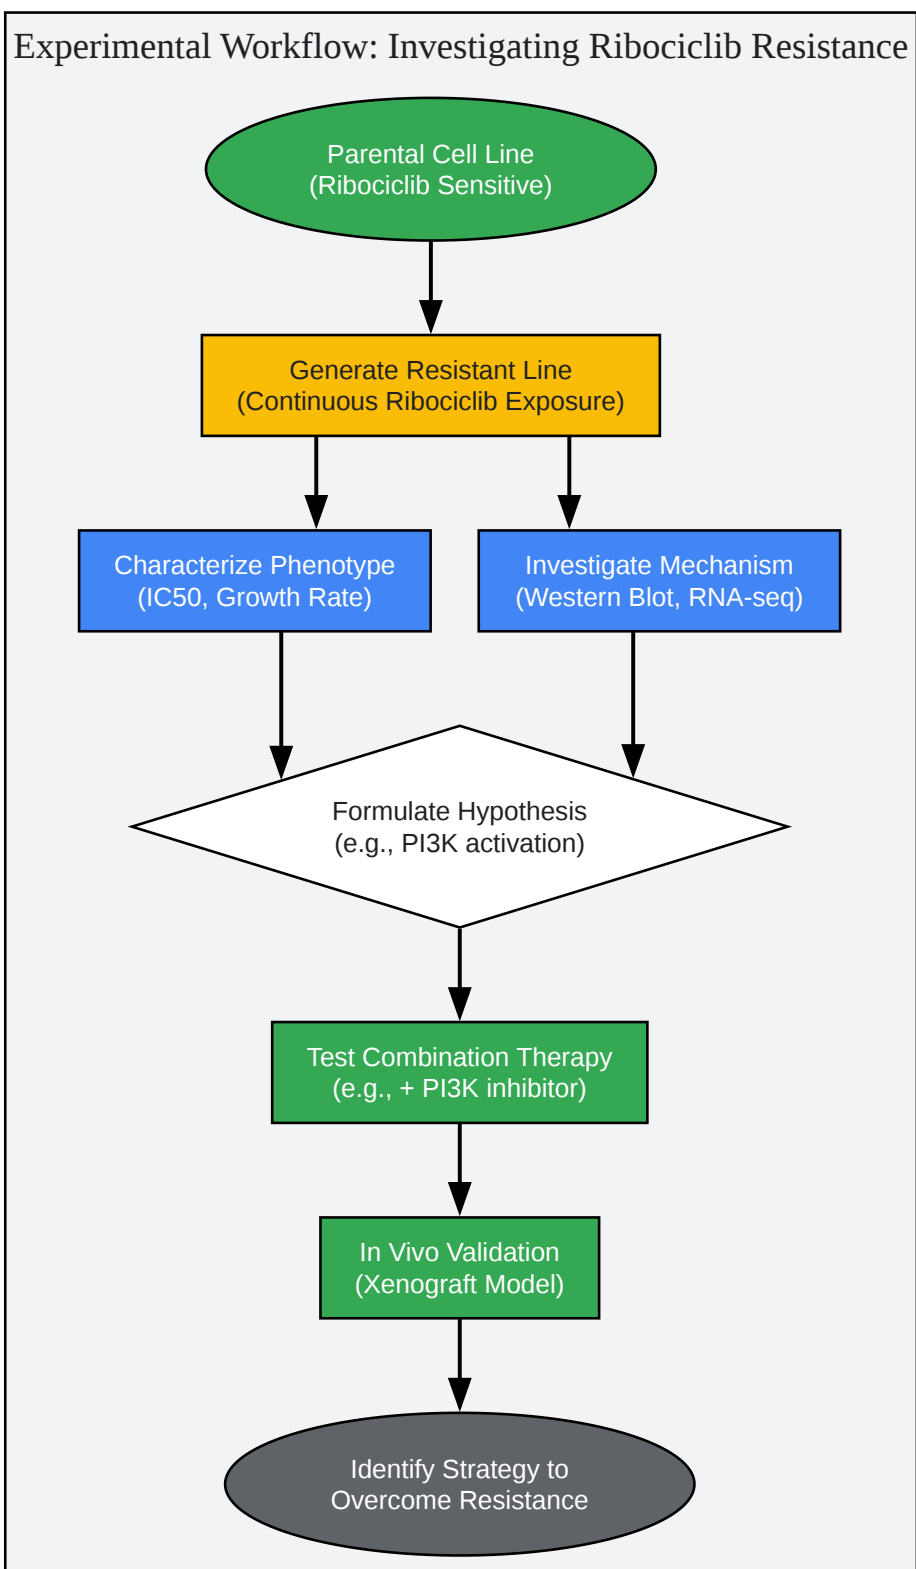 Experimental Workflow: Investigating Ribociclib Resistance
Parental Cell Line
(Ribociclib Sensitive)
Generate Resistant Line
(Continuous Ribociclib Exposure)
Characterize Phenotype
(IC50, Growth Rate)
Investigate Mechanism
(Western Blot, RNA-seq)
Formulate Hypothesis
(e.g., PI3K activation)
Test Combination Therapy
(e.g., + PI3K inhibitor)
In Vivo Validation
(Xenograft Model)
Identify Strategy to
Overcome Resistance